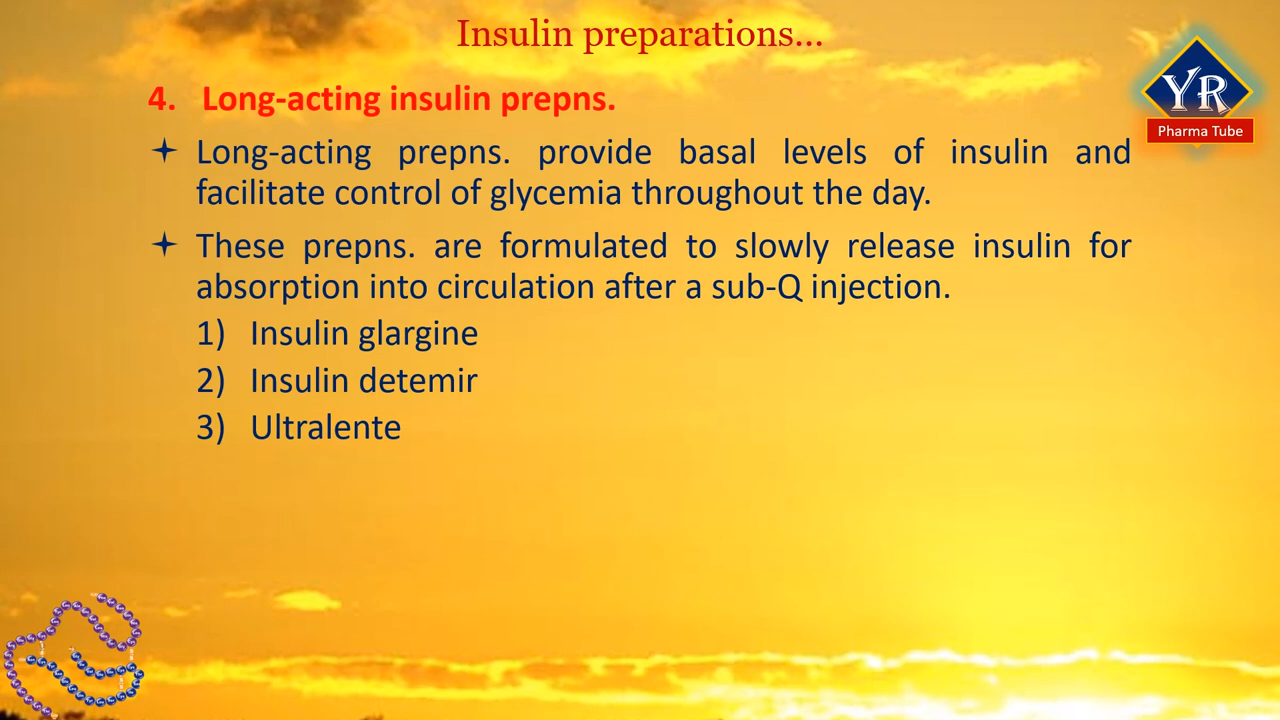 Insulin preparations...
YR
Pharma Tube
4. Long-acting insulin prepns.
Long-acting prepns. provide basal levels of insulin and
facilitate control of glycemia throughout the day.
These prepns. are formulated to slowly release insulin for
absorption into circulation after a sub-Q injection.
1) Insulin glargine
2) Insulin detemir
3) Ultralente